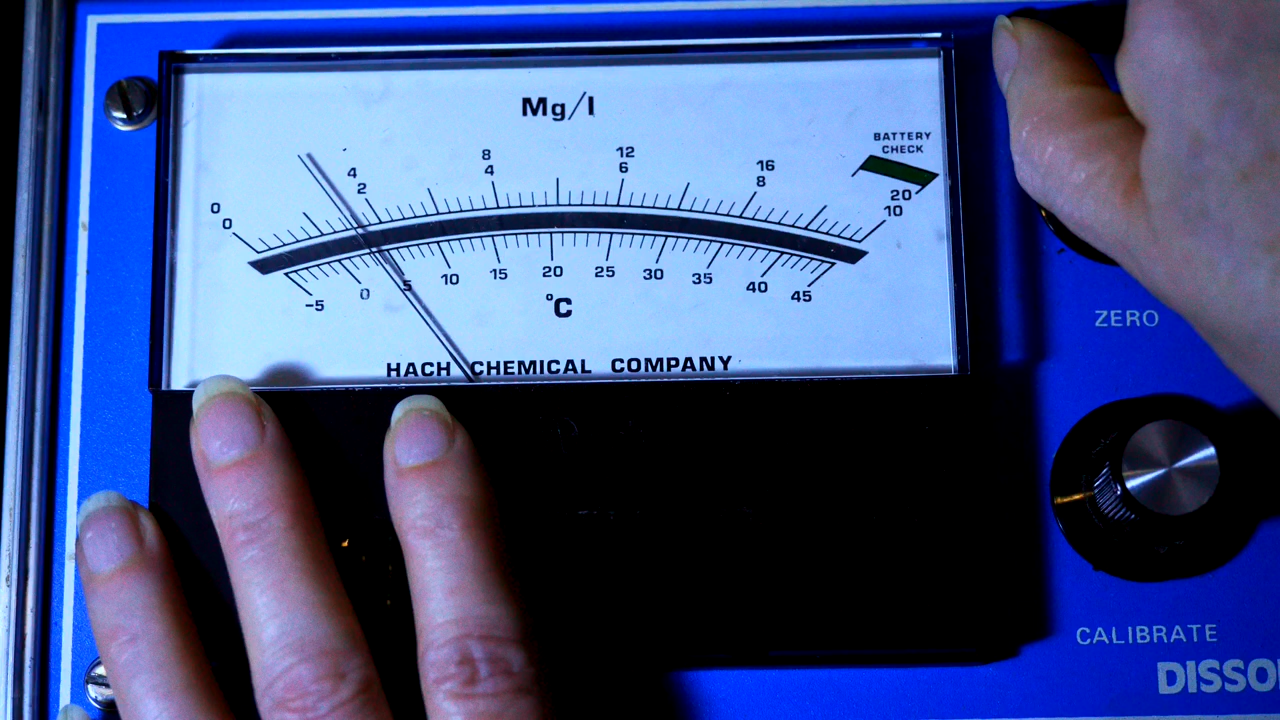 Mg/l
BATTERY
CHECK
0 4 8 12 16 20
0 2 4 6 8 10
-5 0 5 10 15 20 25 30 35 40 45
°C
HACH CHEMICAL COMPANY
ZERO
CALIBRATE
DISSO